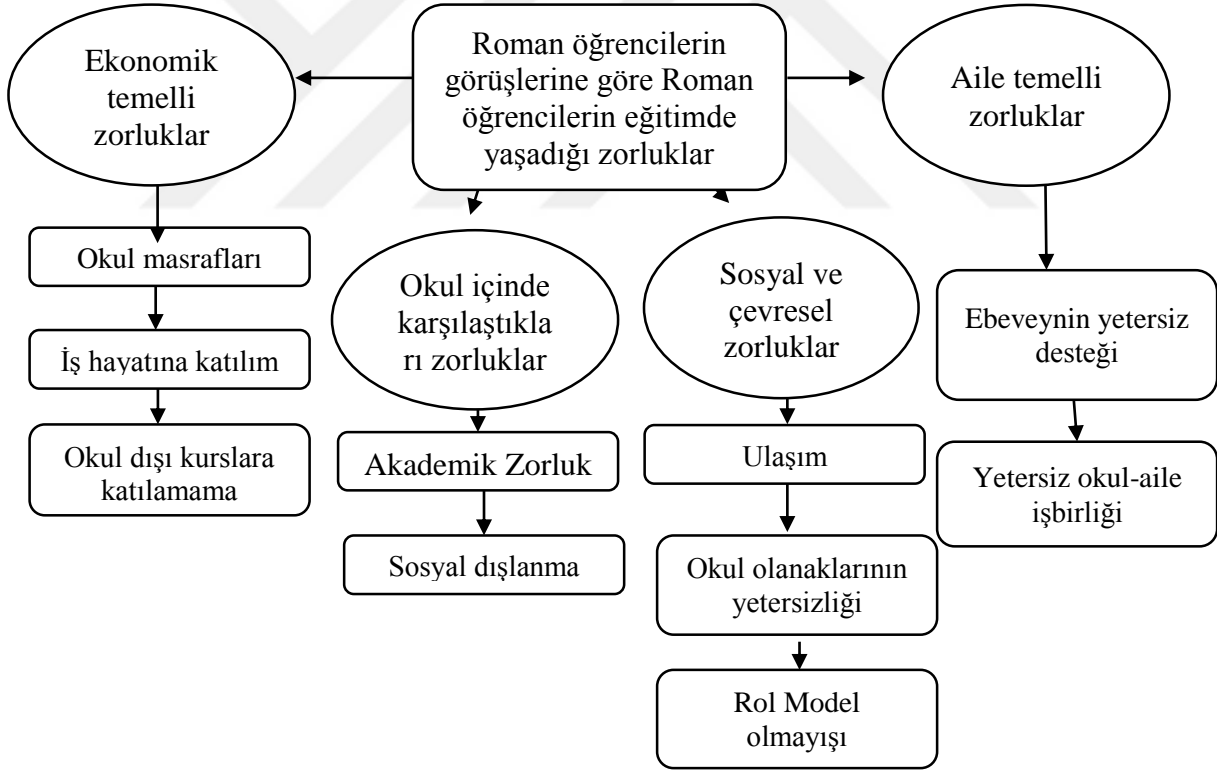 Roman öğrencilerin
görüşlerine göre Roman
öğrencilerin eğitimde
yaşadığı zorluklar
Ekonomik
temelli
zorluklar
Okul masrafları
İş hayatına katılım
Okul dışı kurslara
katılamama
Okul içinde
karşılaştıkla
rı zorluklar
Akademik Zorluk
Sosyal dışlanma
Sosyal ve
çevresel
zorluklar
Ulaşım
Okul olanaklarının
yetersizliği
Rol Model
olmayışı
Aile temelli
zorluklar
Ebeveynin yetersiz
desteği
Yetersiz okul-aile
işbirliği